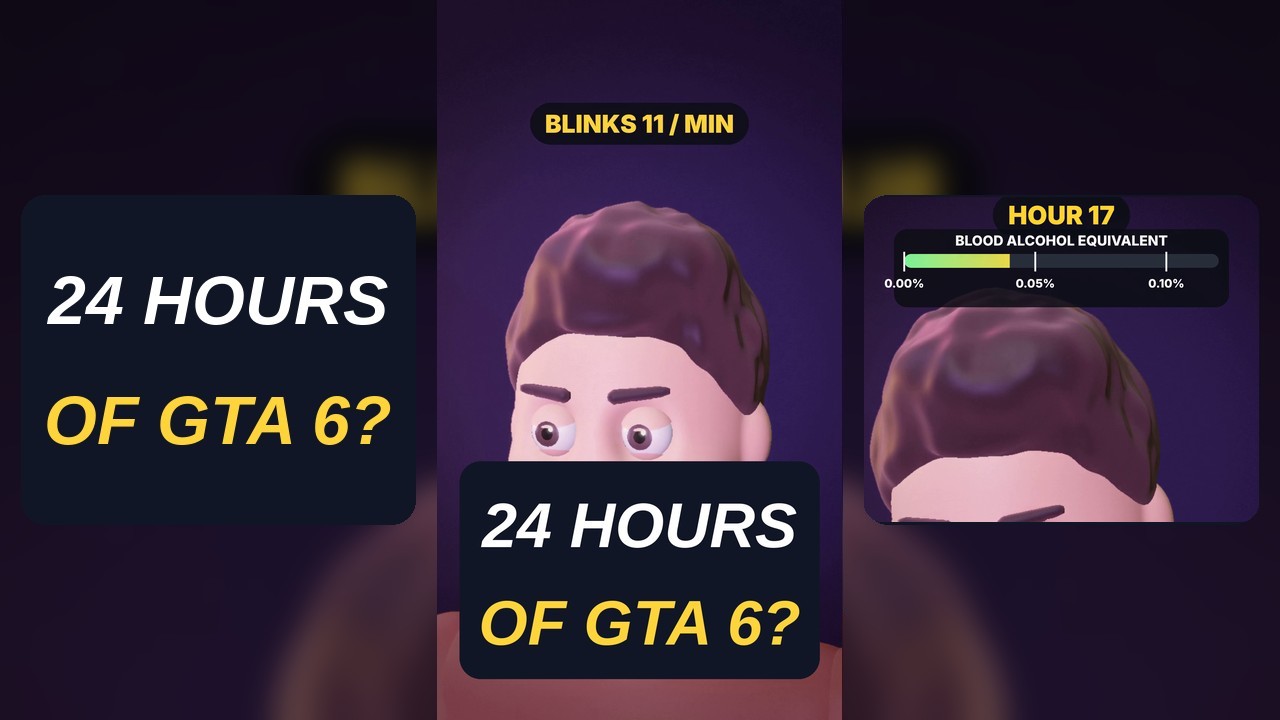 24 HOURS
OF GTA 6?
BLINKS 11 / MIN
24 HOURS
OF GTA 6?
HOUR 17
BLOOD ALCOHOL EQUIVALENT
0.00% 0.05% 0.10%